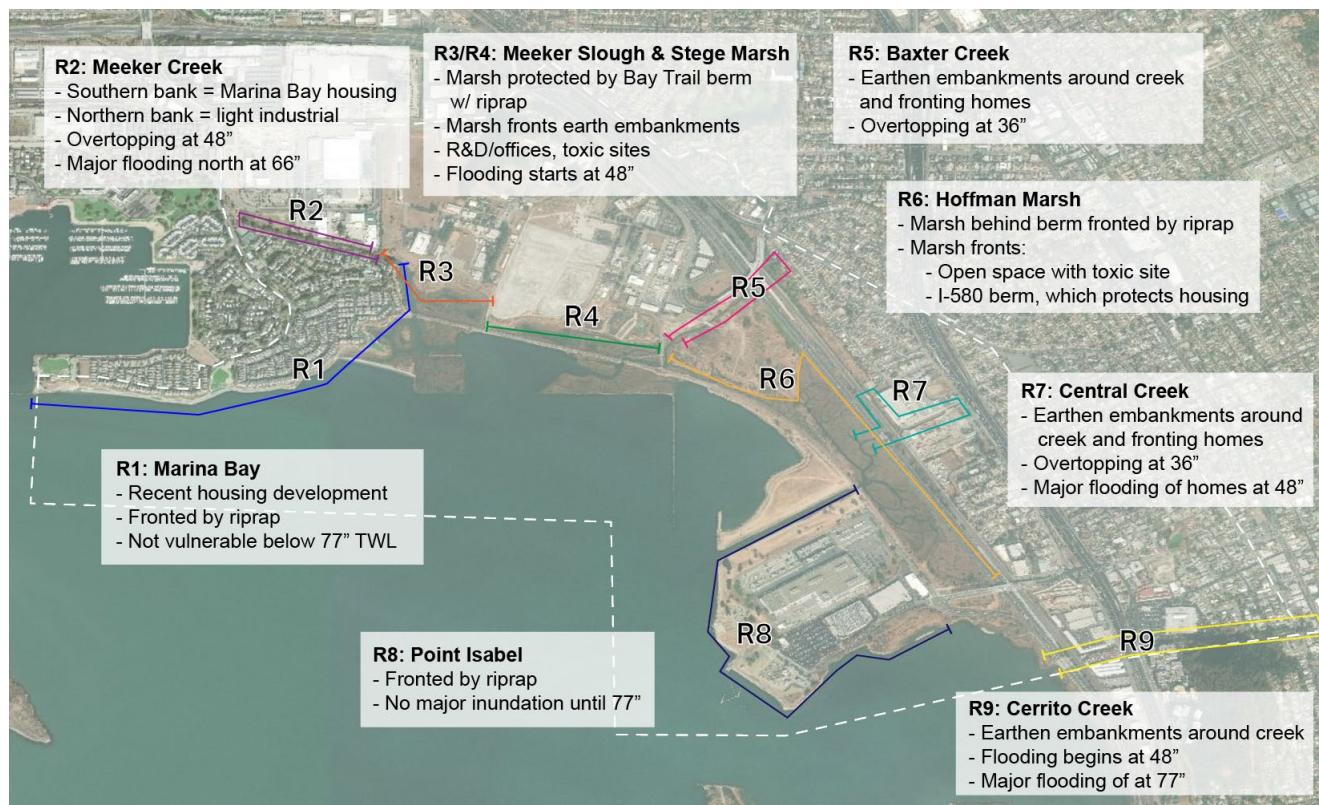 R2: Meeker Creek
- Southern bank = Marina Bay housing
- Northern bank = light industrial
- Overtopping at 48”
- Major flooding north at 66”
R3/R4: Meeker Slough & Stege Marsh
- Marsh protected by Bay Trail berm
w/ riprap
- Marsh fronts earth embankments
- R&D/offices, toxic sites
- Flooding starts at 48”
R5: Baxter Creek
- Earthen embankments around creek
and fronting homes
- Overtopping at 36”
R6: Hoffman Marsh
- Marsh behind berm fronted by riprap
- Marsh fronts:
- Open space with toxic site
- I-580 berm, which protects housing
R2
R3
R5
R4
R1
R6
R7
R7: Central Creek
- Earthen embankments around
creek and fronting homes
- Overtopping at 36”
- Major flooding of homes at 48”
R1: Marina Bay
- Recent housing development
- Fronted by riprap
- Not vulnerable below 77” TWL
R8
R9
R8: Point Isabel
- Fronted by riprap
- No major inundation until 77”
R9: Cerrito Creek
- Earthen embankments around creek
- Flooding begins at 48”
- Major flooding of at 77”